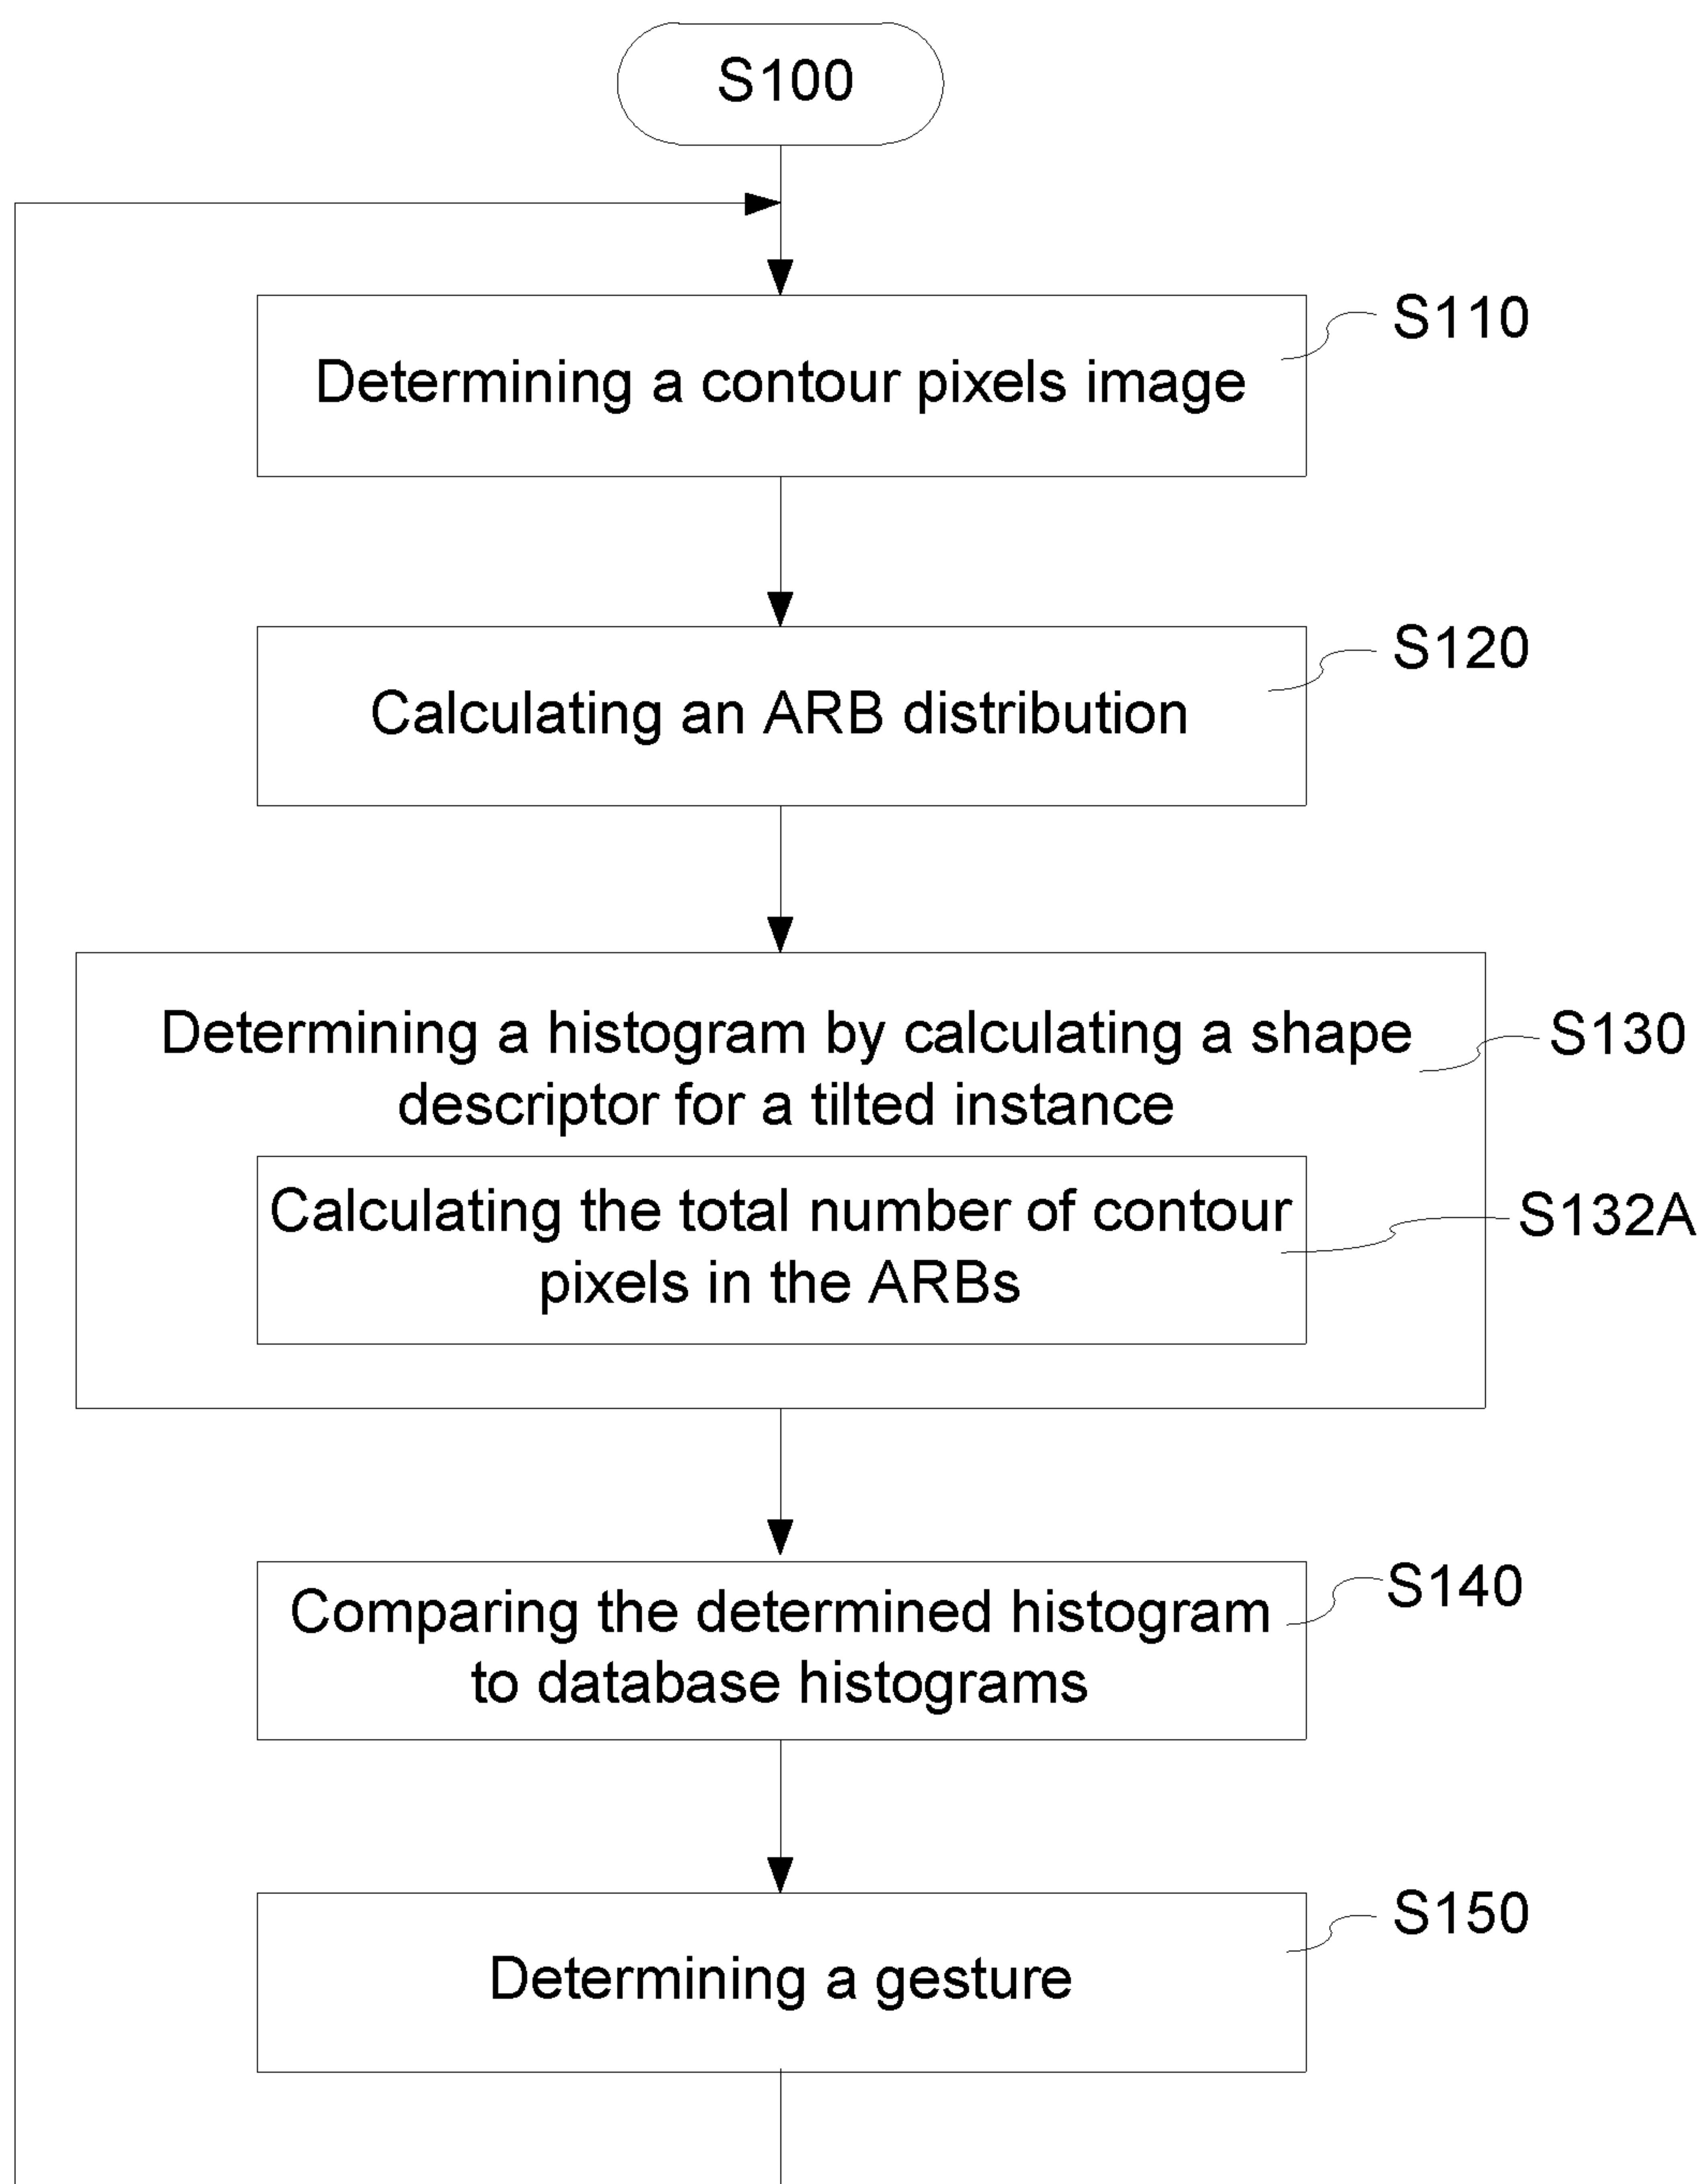 S100
S110
Determining a contour pixels image
S120
Calculating an ARB distribution
S130
Determining a histogram by calculating a shape
descriptor for a tilted instance
S132A
Calculating the total number of contour
pixels in the ARBs
S140
Comparing the determined histogram
to database histograms
S150
Determining a gesture